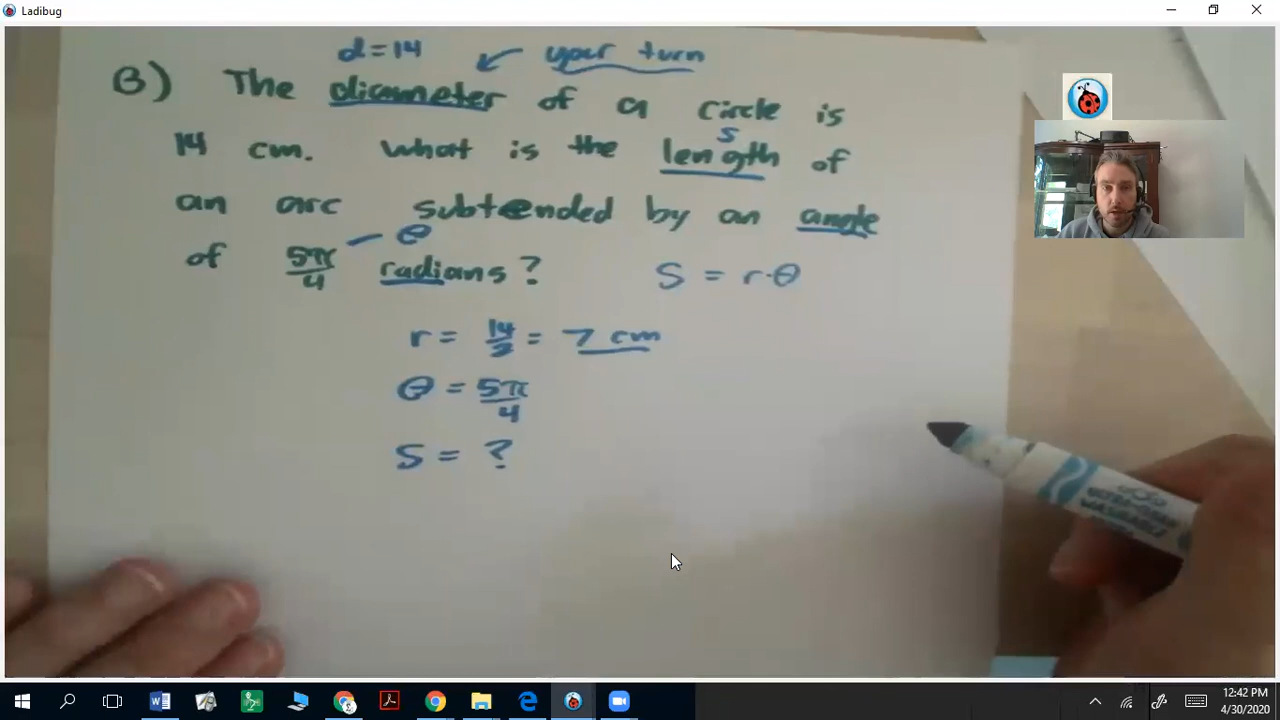 Ladibug
d=14
your turn
B) The diameter of a circle is
s
14 cm. What is the length of
an arc subtended by an angle
of 5π/4 — θ radians?
S = r·θ
r = 14/2 = 7 cm
θ = 5π/4
S = ?
12:42 PM
4/30/2020